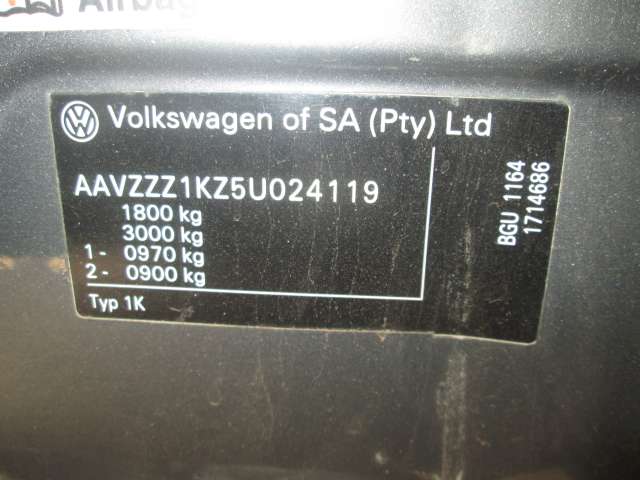 Airbag
Volkswagen of SA (Pty) Ltd
AAVZZZ1KZ5U024119
1800 kg
3000 kg
1- 0970 kg
2- 0900 kg
Typ 1K
BGU 1164
1714686